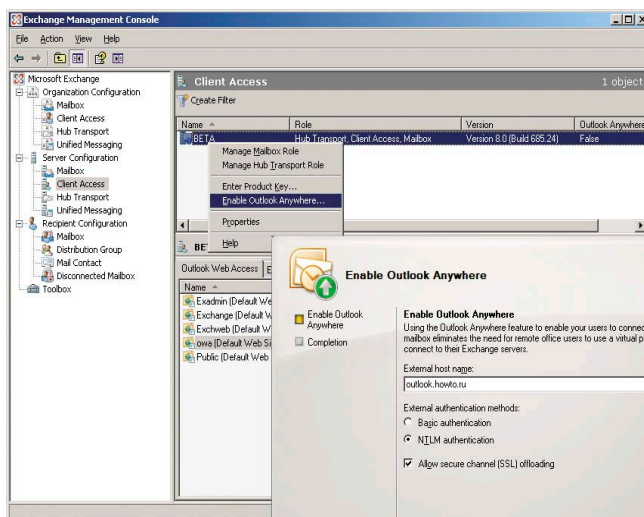 Exchange Management Console
File Action View Help
Microsoft Exchange
Organization Configuration
Mailbox
Client Access
Hub Transport
Unified Messaging
Server Configuration
Mailbox
Client Access
Hub Transport
Unified Messaging
Recipient Configuration
Mailbox
Distribution Group
Mail Contact
Disconnected Mailbox
Toolbox
Client Access 1 object
Create Filter
Name Role Version Outlook Anywhere
BETA Hub Transport, Client Access, Mailbox Version 8.0 (Build 685.24) False
Manage Mailbox Role
Manage Hub Transport Role
Enter Product Key...
Enable Outlook Anywhere...
Properties
Help
BE
Outlook Web Access E
Name
Exadmin (Default We
Exchange (Default W
Exchweb (Default W
owa (Default Web Si
Public (Default Web
Enable Outlook Anywhere
Enable Outlook Anywhere
Completion
Enable Outlook Anywhere
Using the Outlook Anywhere feature to enable your users to connec
mailbox eliminates the need for remote office users to use a virtual p
connect to their Exchange servers.
External host name:
outlook.howto.ru
External authentication methods:
Basic authentication
NTLM authentication
Allow secure channel (SSL) offloading